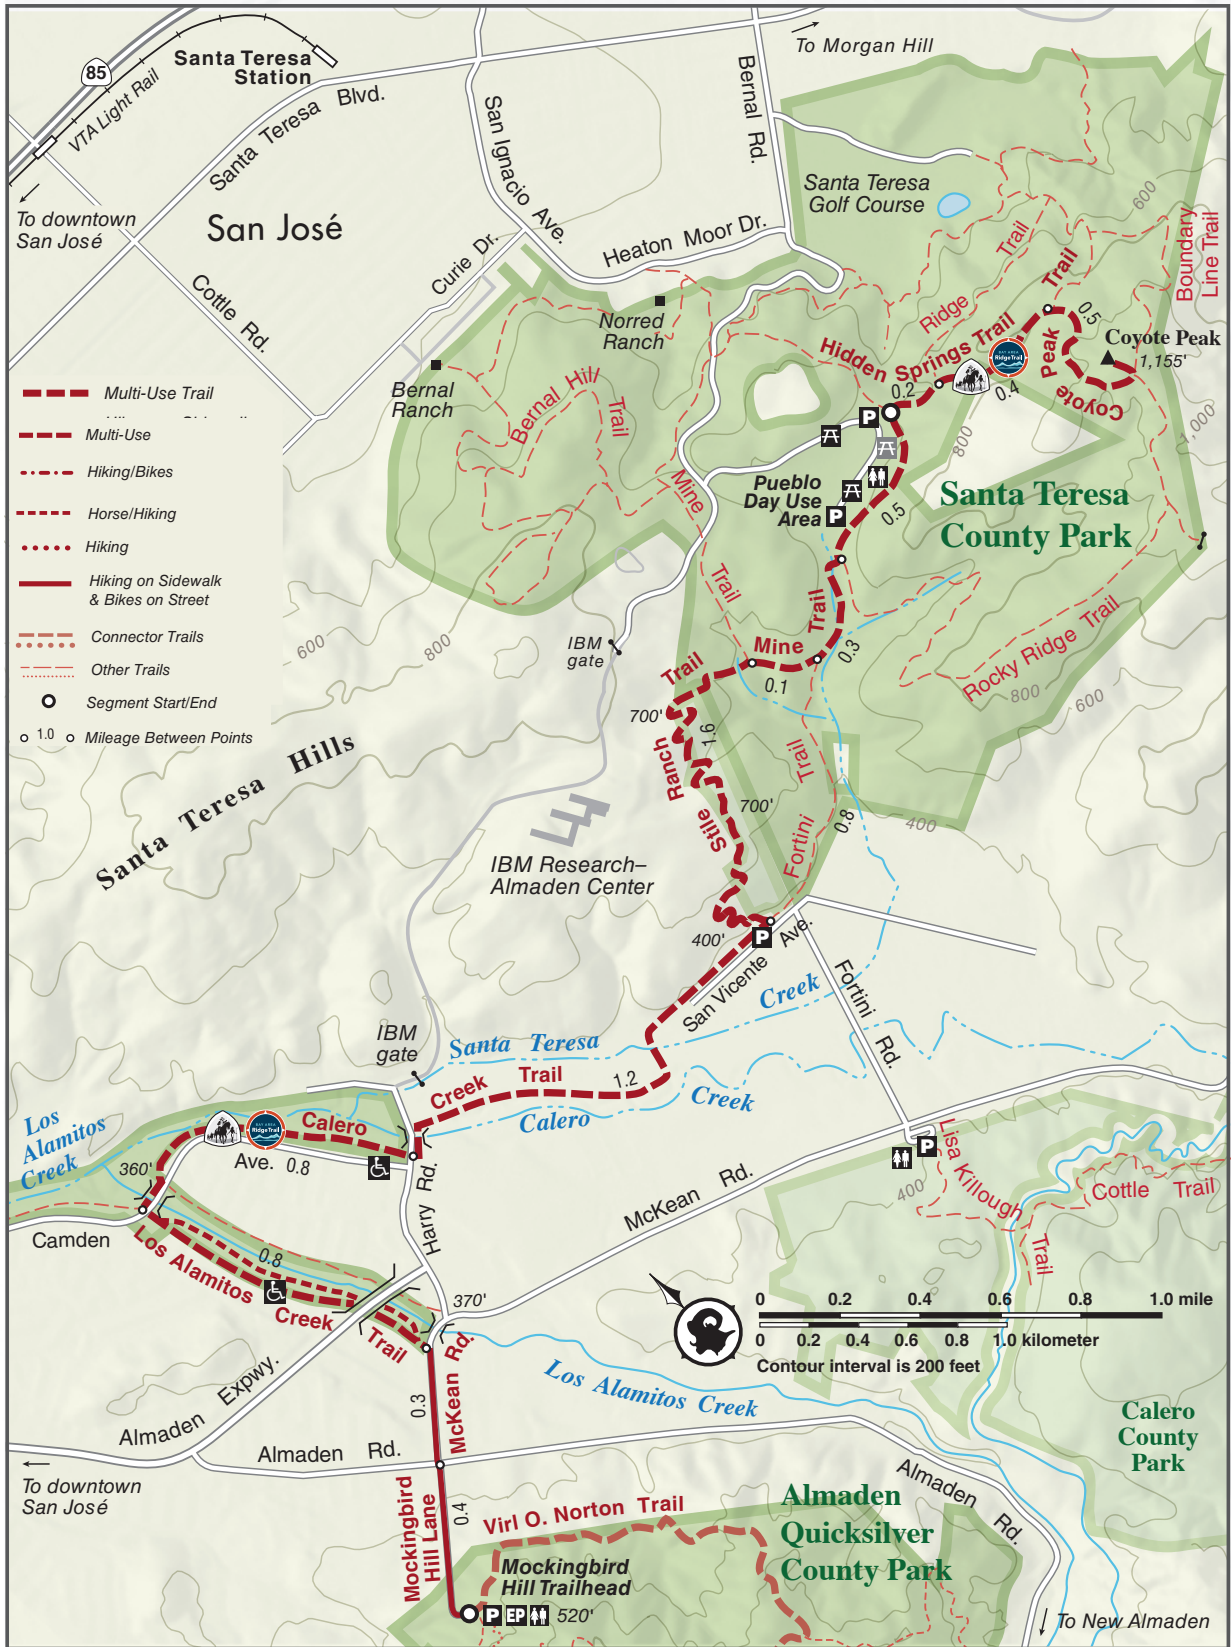 To Morgan Hill
Santa Teresa
Station
85
VTA Light Rail
Santa Teresa Blvd.
San Ignacio Ave.
Bernal Rd.
To downtown
San José
San José
Cottle Rd.
Curie Dr.
Heaton Moor Dr.
Santa Teresa
Golf Course
600
Boundary
Line Trail
Trail
Ridge
Norred
Ranch
Bernal
Ranch
Bernal Hill
Trail
Hidden Springs Trail
Coyote Peak Trail
0.5
Coyote Peak
1,155'
0.2
0.4
BAY AREA
Ridge Trail
1,000
800
P
Mine
Trail
Pueblo
Day Use
Area
P
0.5
Santa Teresa
County Park
Multi-Use Trail
Multi-Use
Hiking/Bikes
Horse/Hiking
Hiking
Hiking on Sidewalk
& Bikes on Street
Connector Trails
Other Trails
Segment Start/End
1.0
Mileage Between Points
600
800
IBM
gate
Mine Trail
0.3
0.1
Rocky Ridge Trail
800
600
Stile Ranch Trail
700'
1.6
700'
Fortini Trail
0.8
400
Santa Teresa Hills
IBM Research–
Almaden Center
400'
P
San Vicente Ave.
Fortini Rd.
Santa Teresa Creek
IBM
gate
Calero Creek Trail
1.2
Calero Creek
Los
Alamitos
Creek
BAY AREA
Ridge Trail
360'
0.8
Camden Ave.
Harry Rd.
McKean Rd.
P
Lisa Killough
Trail
400
Cottle Trail
Los Alamitos Creek Trail
0.8
370'
0 0.2 0.4 0.6 0.8 1.0 mile
0 0.2 0.4 0.6 0.8 1.0 kilometer
Contour interval is 200 feet
Los Alamitos Creek
Almaden Expwy.
McKean Rd.
0.3
Almaden Rd.
To downtown
San José
Calero
County
Park
Almaden Rd.
Mockingbird
Hill Lane
0.4
Virl O. Norton Trail
Almaden
Quicksilver
County Park
Mockingbird
Hill Trailhead
P EP 520'
To New Almaden